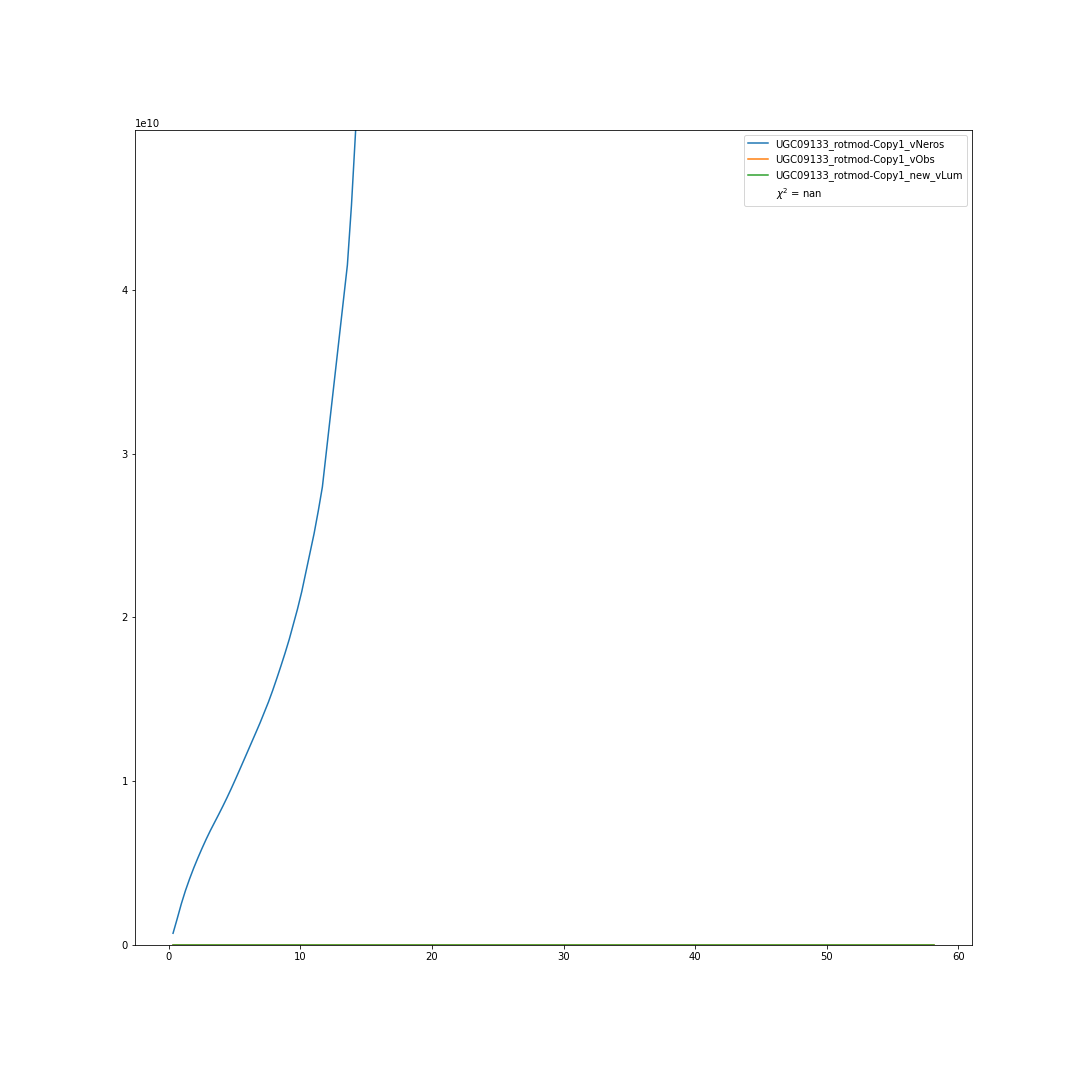 1e10
UGC09133_rotmod-Copy1_vNeros
UGC09133_rotmod-Copy1_vObs
UGC09133_rotmod-Copy1_new_vLum
χ² = nan
4
3
2
1
0
0 10 20 30 40 50 60